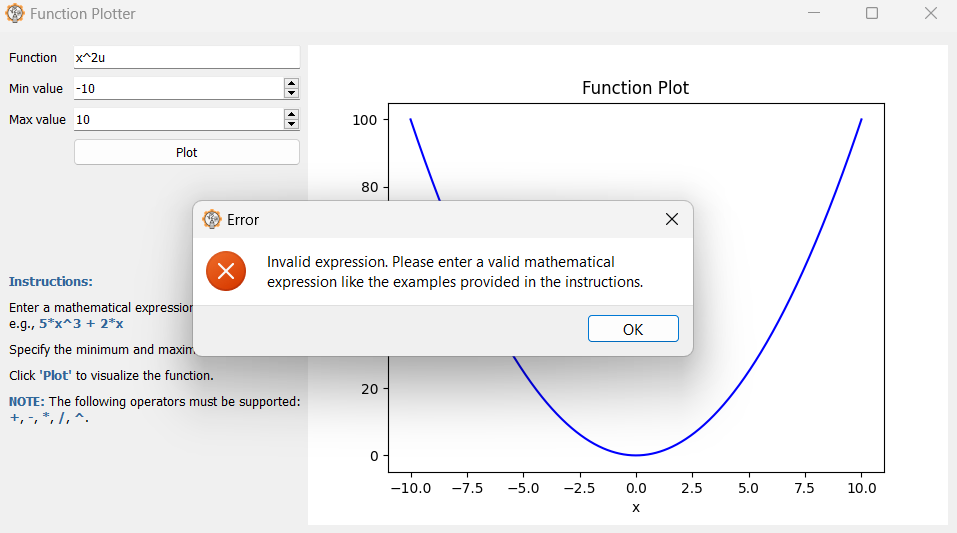 Function Plotter
Function x^2u
Min value -10
Max value 10
Plot
Instructions:
Enter a mathematical expression
e.g., 5*x^3 + 2*x
Specify the minimum and
Click 'Plot' to visualize the function.
NOTE: The following operators must be supported:
+, -, *, /, ^.
Function Plot
100
80
20
0
−10.0 −7.5 −5.0 −2.5 0.0 2.5 5.0 7.5 10.0
x
Error
Invalid expression. Please enter a valid mathematical
expression like the examples provided in the instructions.
OK